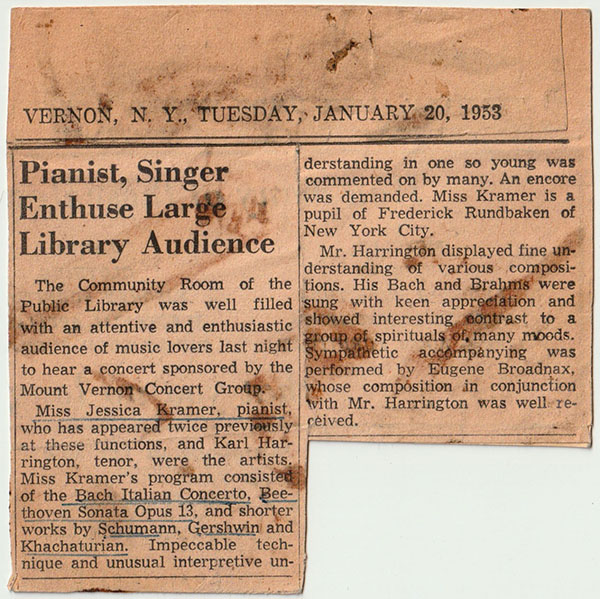 VERNON, N. Y., TUESDAY, JANUARY 20, 1953
Pianist, Singer
Enthuse Large
Library Audience
The Community Room of the
Public Library was well filled
with an attentive and enthusiastic
audience of music lovers last night
to hear a concert sponsored by the
Mount Vernon Concert Group.
Miss Jessica Kramer, pianist,
who has appeared twice previously
at these functions, and Karl Har-
rington, tenor, were the artists.
Miss Kramer's program consisted
of the Bach Italian Concerto, Bee-
thoven Sonata Opus 13, and shorter
works by Schumann, Gershwin and
Khachaturian. Impeccable tech-
nique and unusual interpretive un-
derstanding in one so young was
commented on by many. An encore
was demanded. Miss Kramer is a
pupil of Frederick Rundbaken of
New York City.
Mr. Harrington displayed fine un-
derstanding of various composi-
tions. His Bach and Brahms were
sung with keen appreciation and
showed interesting contrast to a
group of spirituals of many moods.
Sympathetic accompanying was
performed by Eugene Broadnax,
whose composition in conjunction
with Mr. Harrington was well re-
ceived.